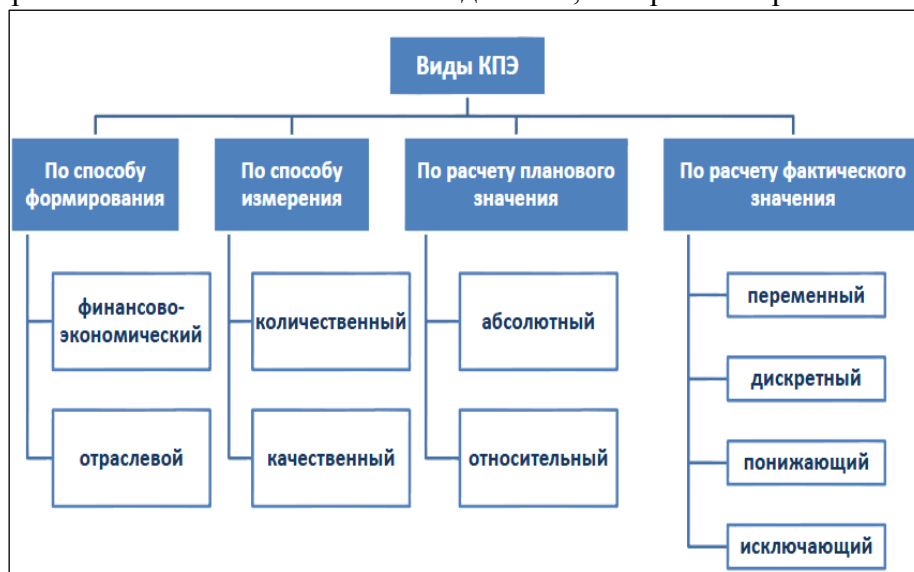 Виды КПЭ
По способу
формирования
По способу
измерения
По расчету планового
значения
По расчету фактического
значения
финансово-
экономический
отраслевой
количественный
качественный
абсолютный
относительный
переменный
дискретный
понижающий
исключающий